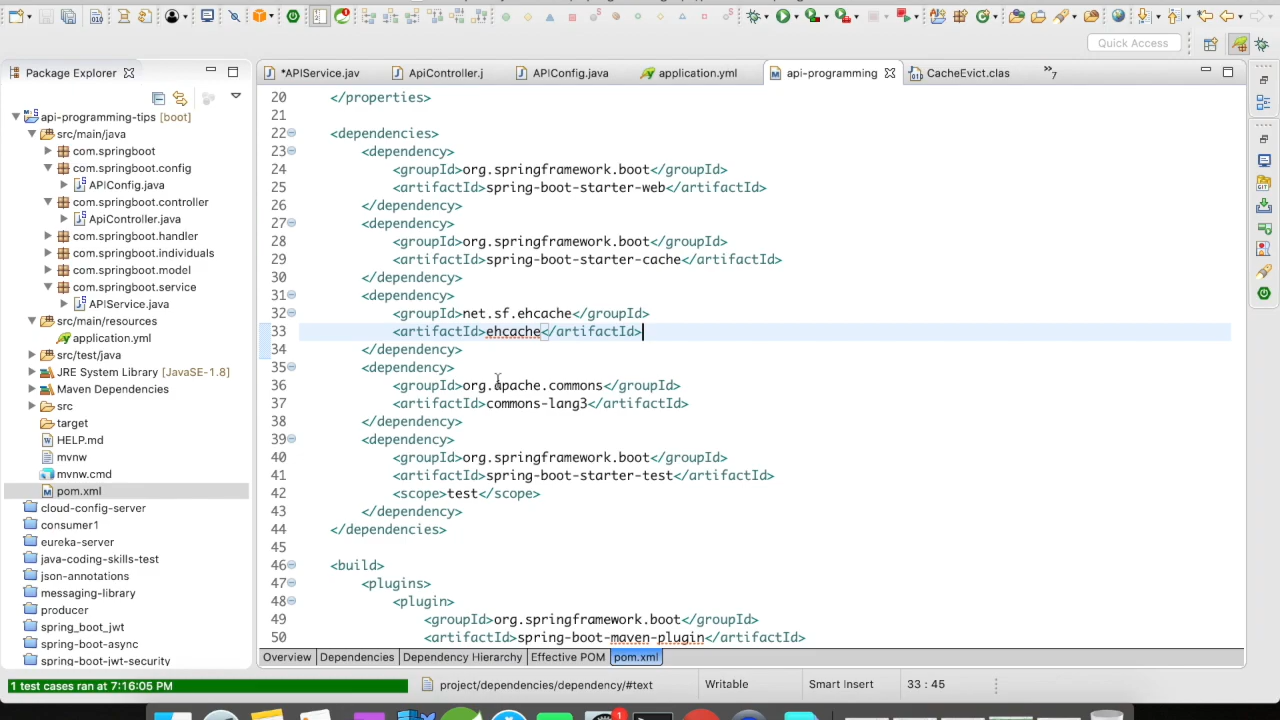 Quick Access
Package Explorer
*APIService.jav
ApiController.j
APIConfig.java
application.yml
api-programming
CacheEvict.clas
»7
api-programming-tips [boot]
src/main/java
com.springboot
com.springboot.config
APIConfig.java
com.springboot.controller
ApiController.java
com.springboot.handler
com.springboot.individuals
com.springboot.model
com.springboot.service
APIService.java
src/main/resources
application.yml
src/test/java
JRE System Library [JavaSE-1.8]
Maven Dependencies
src
target
HELP.md
mvnw
mvnw.cmd
pom.xml
cloud-config-server
consumer1
eureka-server
java-coding-skills-test
json-annotations
messaging-library
producer
spring_boot_jwt
spring-boot-async
spring-boot-jwt-security
20 </properties>
21
22 <dependencies>
23 <dependency>
24 <groupId>org.springframework.boot</groupId>
25 <artifactId>spring-boot-starter-web</artifactId>
26 </dependency>
27 <dependency>
28 <groupId>org.springframework.boot</groupId>
29 <artifactId>spring-boot-starter-cache</artifactId>
30 </dependency>
31 <dependency>
32 <groupId>net.sf.ehcache</groupId>
33 <artifactId>ehcache</artifactId>
34 </dependency>
35 <dependency>
36 <groupId>org.apache.commons</groupId>
37 <artifactId>commons-lang3</artifactId>
38 </dependency>
39 <dependency>
40 <groupId>org.springframework.boot</groupId>
41 <artifactId>spring-boot-starter-test</artifactId>
42 <scope>test</scope>
43 </dependency>
44 </dependencies>
45
46 <build>
47 <plugins>
48 <plugin>
49 <groupId>org.springframework.boot</groupId>
50 <artifactId>spring-boot-maven-plugin</artifactId>
Overview Dependencies Dependency Hierarchy Effective POM pom.xml
1 test cases ran at 7:16:05 PM
project/dependencies/dependency/#text
Writable
Smart Insert
33 : 45
1